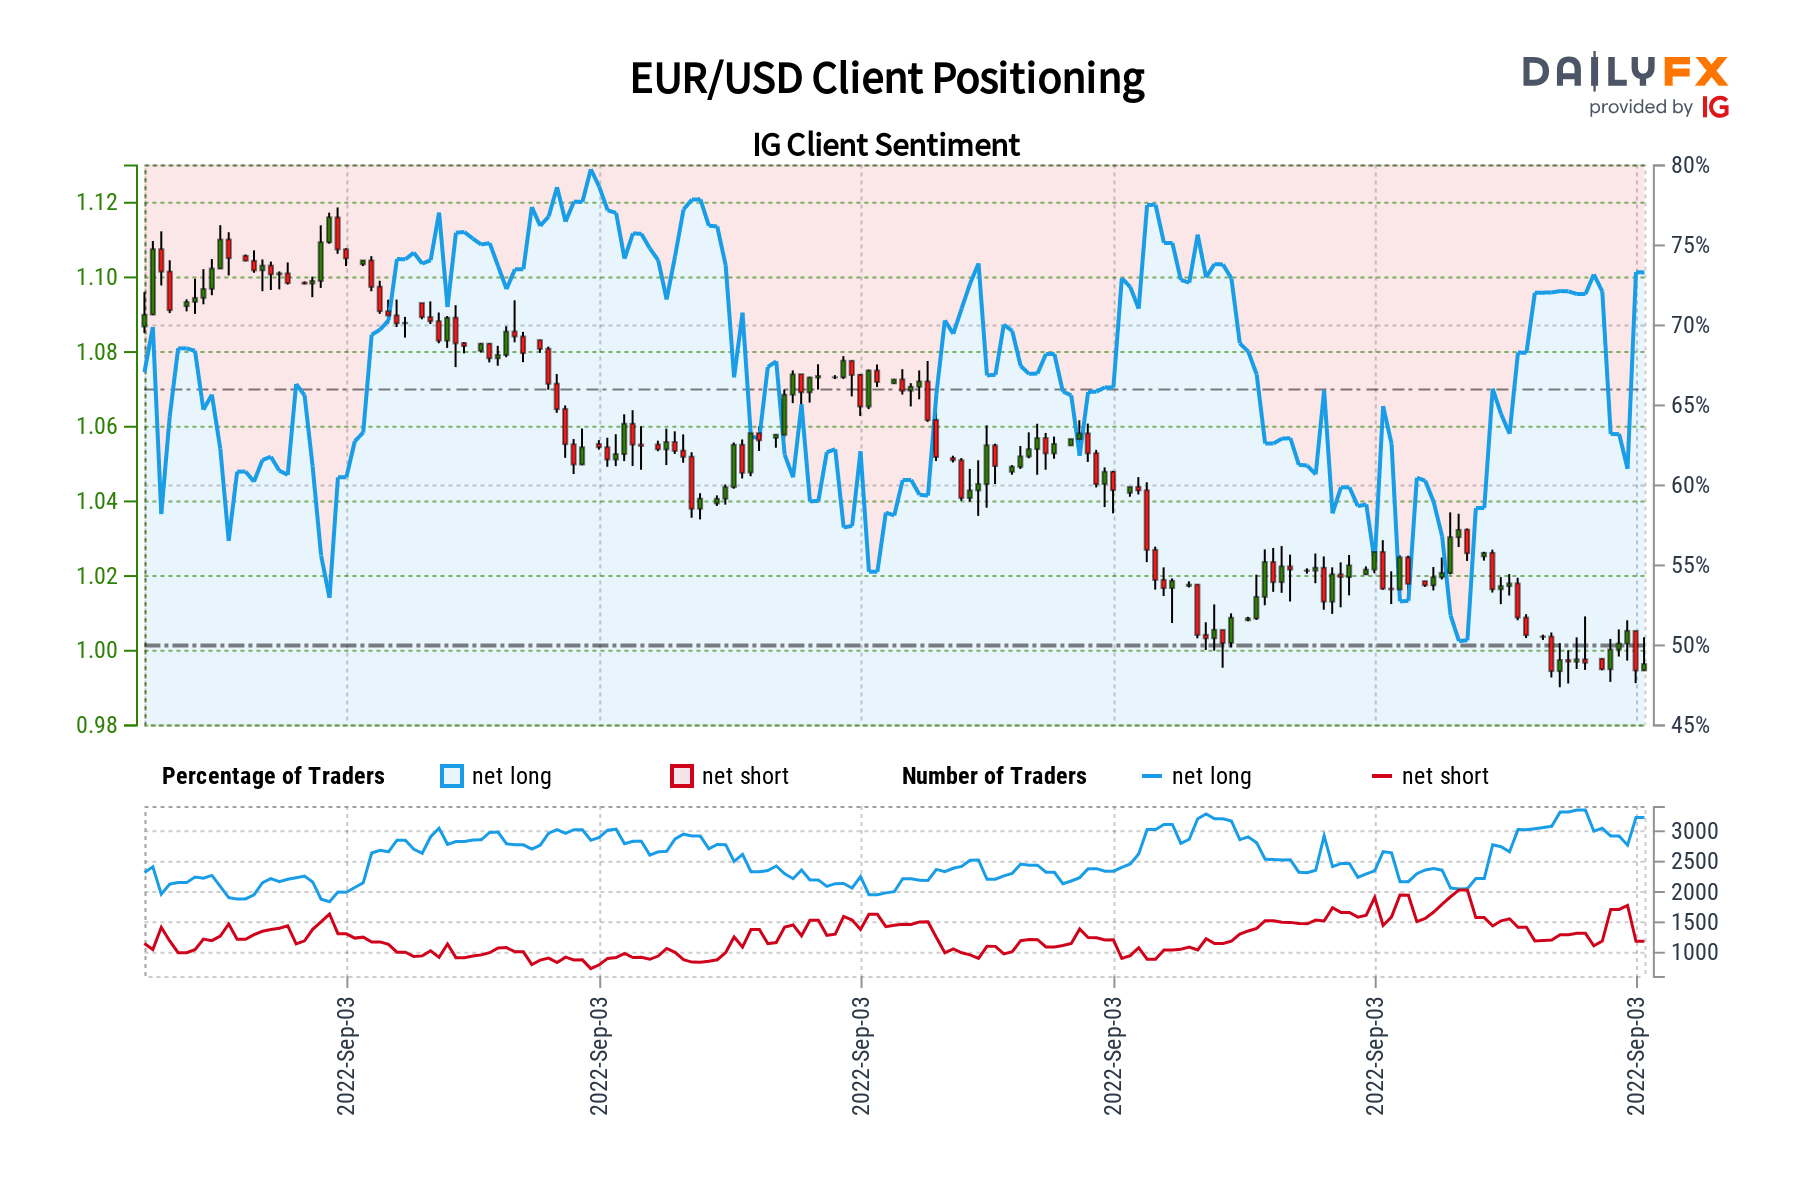 EUR/USD Client Positioning
DAILYFX
provided by IG
IG Client Sentiment
1.12
1.10
1.08
1.06
1.04
1.02
1.00
0.98
80%
75%
70%
65%
60%
55%
50%
45%
Percentage of Traders net long net short Number of Traders net long net short
3000
2500
2000
1500
1000
2022-Sep-03
2022-Sep-03
2022-Sep-03
2022-Sep-03
2022-Sep-03
2022-Sep-03